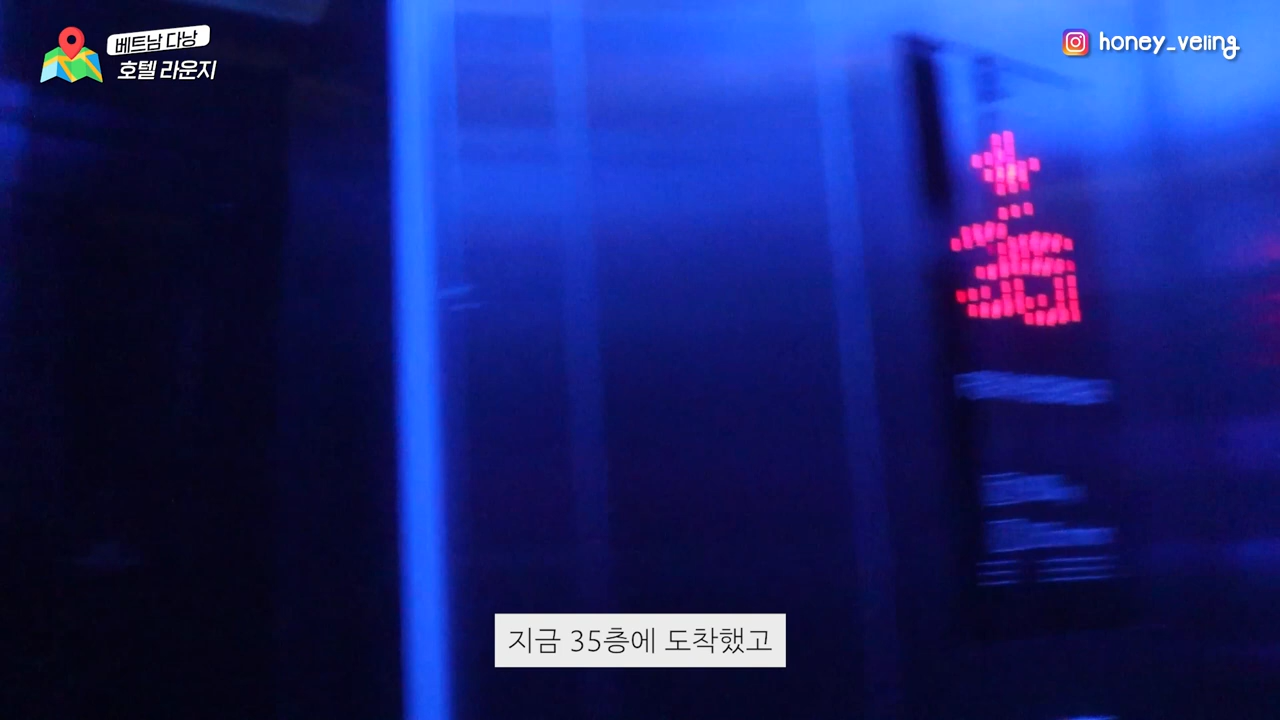 베트남 다낭
호텔 라운지
honey_veling
지금 35층에 도착했고